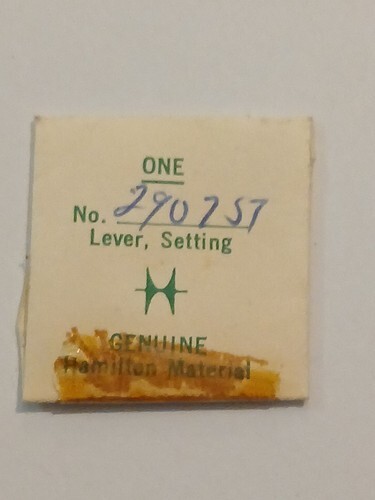 ONE
No. 290757
Lever, Setting
GENUINE
Hamilton Material